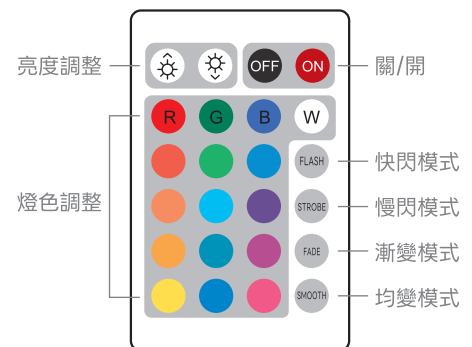 亮度調整
OFF
ON
關/開
R
G
B
W
燈色調整
FLASH
快閃模式
STROBE
慢閃模式
FADE
漸變模式
SMOOTH
均變模式